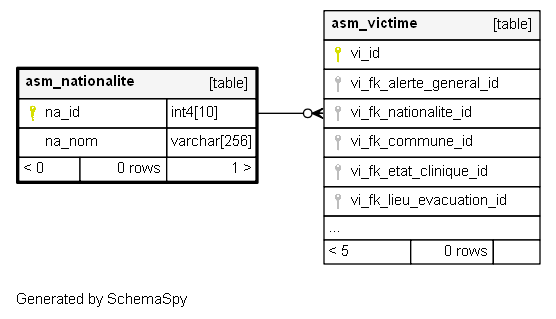 asm_nationalite [table]
na_id int4[10]
na_nom varchar[256]
< 0 0 rows 1 >
asm_victime [table]
vi_id
vi_fk_alerte_general_id
vi_fk_nationalite_id
vi_fk_commune_id
vi_fk_etat_clinique_id
vi_fk_lieu_evacuation_id
...
< 5 0 rows
Generated by SchemaSpy